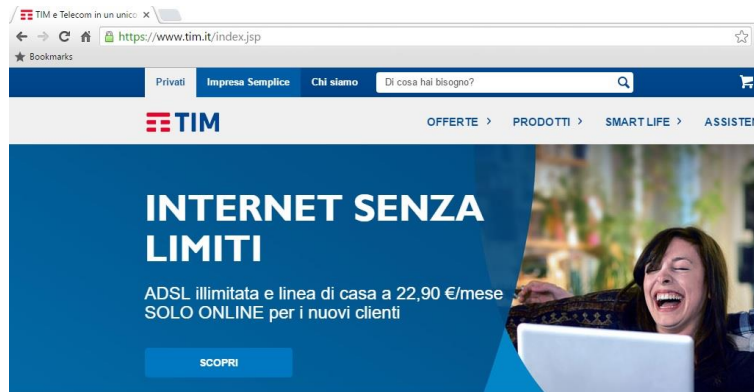 TIM e Telecom in un unico
https://www.tim.it/index.jsp
Bookmarks
Privati Impresa Semplice Chi siamo Di cosa hai bisogno?
TIM OFFERTE PRODOTTI SMART LIFE ASSISTEN
INTERNET SENZA
LIMITI
ADSL illimitata e linea di casa a 22,90 €/mese
SOLO ONLINE per i nuovi clienti
SCOPRI